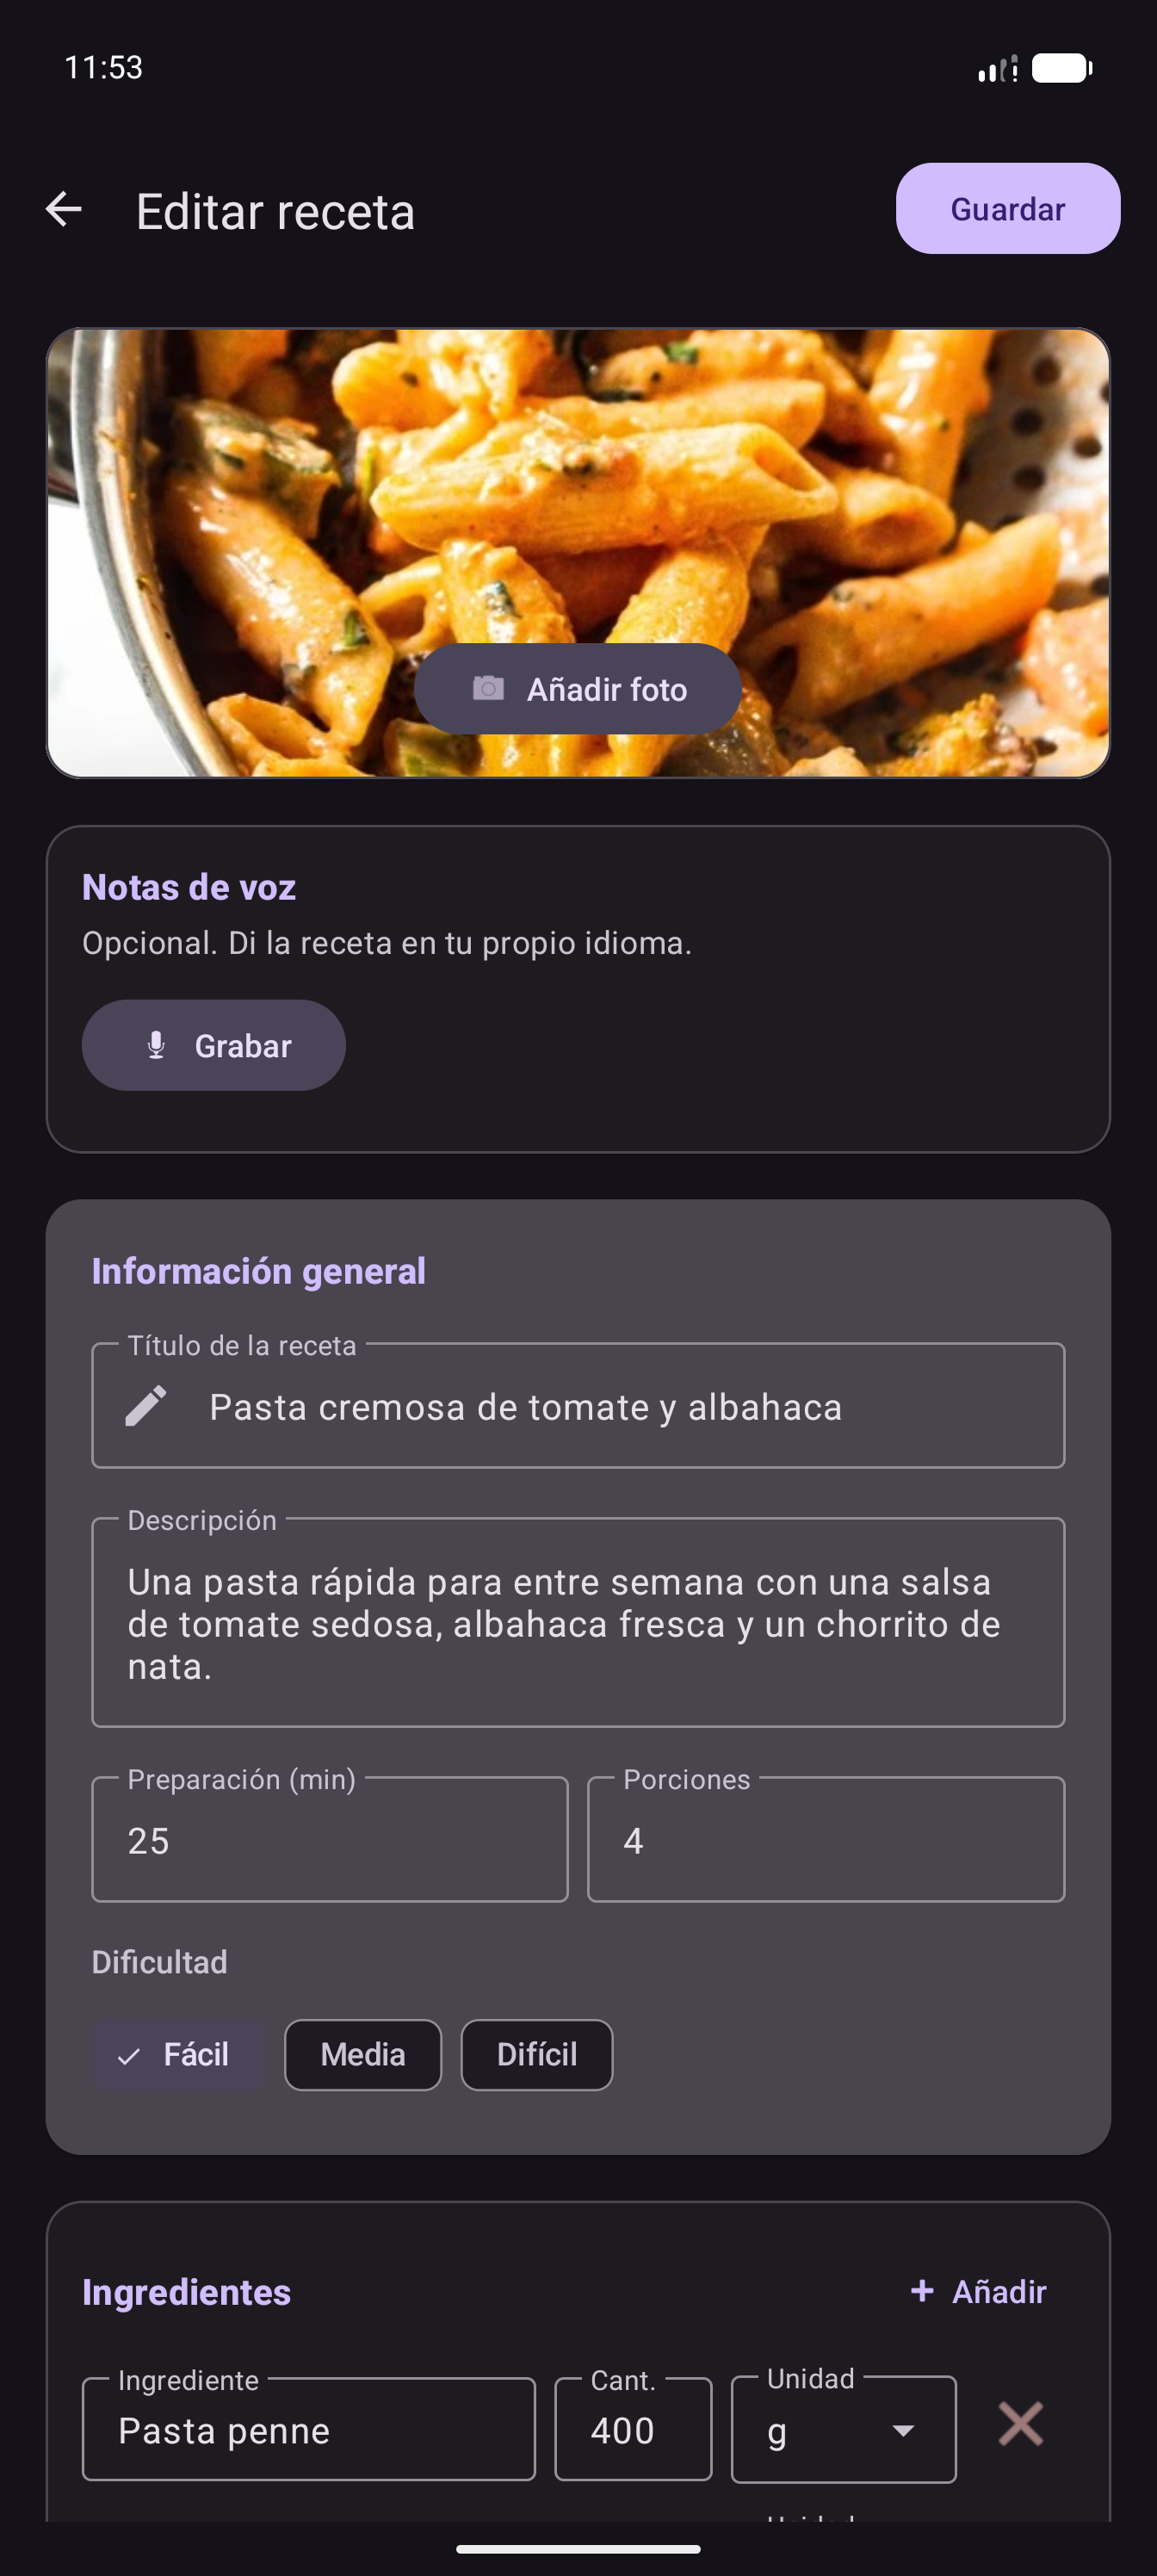 11:53
Editar receta
Guardar
Añadir foto
Notas de voz
Opcional. Di la receta en tu propio idioma.
Grabar
Información general
Título de la receta
Pasta cremosa de tomate y albahaca
Descripción
Una pasta rápida para entre semana con una salsa
de tomate sedosa, albahaca fresca y un chorrito de
nata.
Preparación (min)
25
Porciones
4
Dificultad
Fácil
Media
Difícil
Ingredientes
+ Añadir
Ingrediente
Pasta penne
Cant.
400
Unidad
g